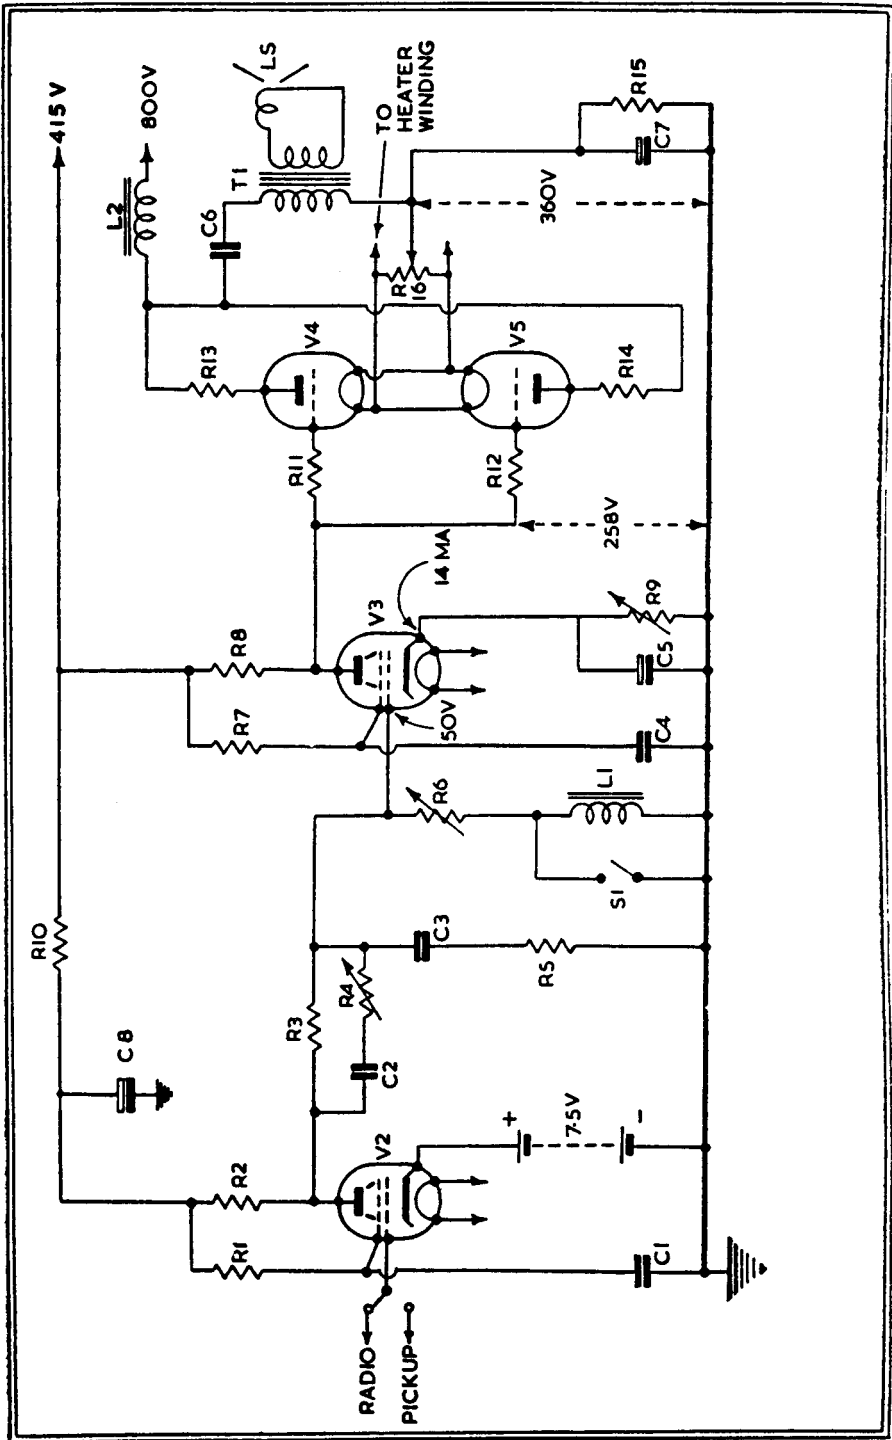 415V
R10
L2
800V
C8
T1
LS
C6
R1
R2
R7
R8
R13
TO
HEATER
WINDING
R3
R4
V2
V3
V4
R11
R
16
C2
C3
14 MA
50V
R6
R12
V5
RADIO
PICKUP
+
7·5V
-
R5
R14
360V
258V
S1
L1
R9
R15
C1
C4
C5
C7